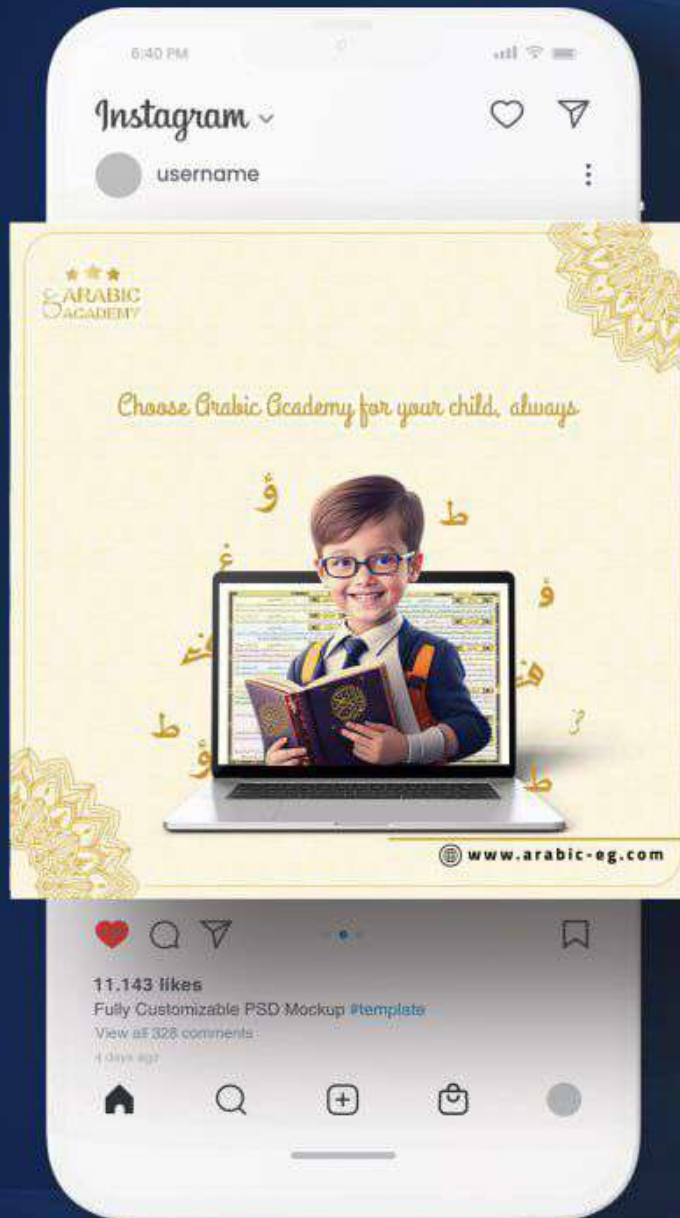 6:40 PM
Instagram
username
ARABIC
ACADEMY
Choose Arabic Academy for your child, always
ؤ
ط
غ
ؤ
ط
ؤ
ط
www.arabic-eg.com
11.143 likes
Fully Customizable PSD Mockup #template
View all 328 comments
4 days ago